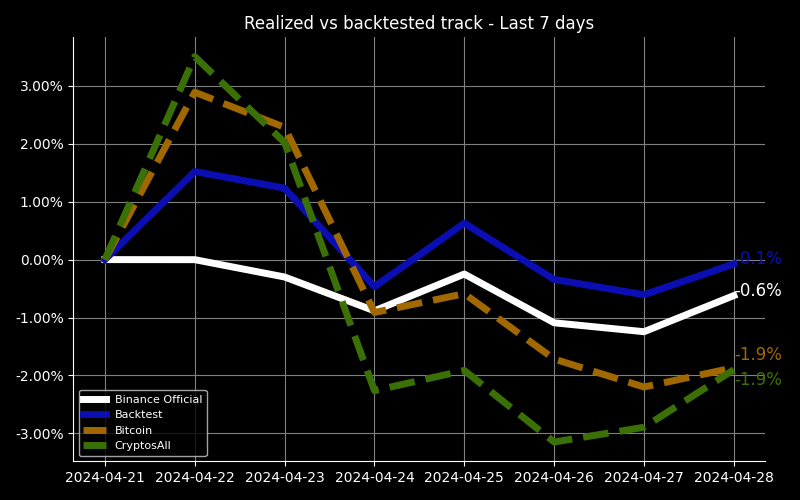 Realized vs backtested track - Last 7 days
3.00%
2.00%
1.00%
0.00%
-1.00%
-2.00%
-3.00%
-0.1%
-0.6%
-1.9%
-1.9%
Binance Official
Backtest
Bitcoin
CryptosAll
2024-04-21 2024-04-22 2024-04-23 2024-04-24 2024-04-25 2024-04-26 2024-04-27 2024-04-28